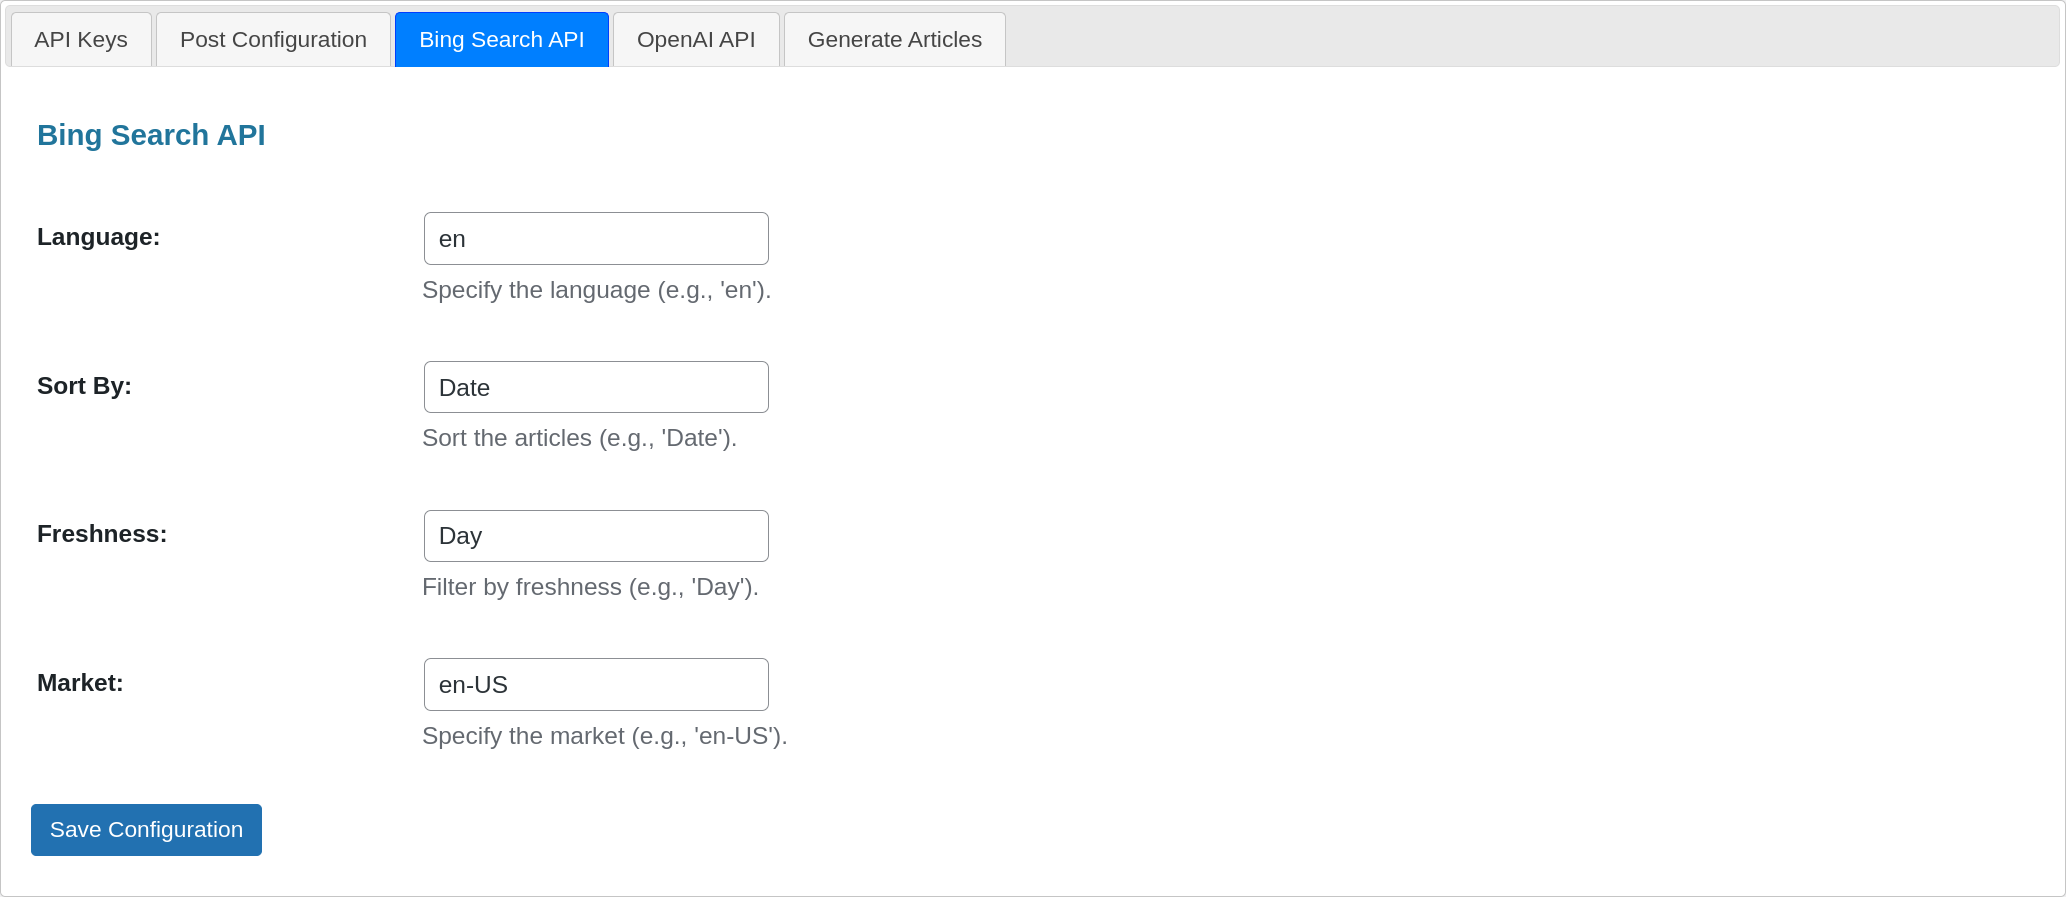 API Keys
Post Configuration
Bing Search API
OpenAI API
Generate Articles
Bing Search API
Language:
en
Specify the language (e.g., 'en').
Sort By:
Date
Sort the articles (e.g., 'Date').
Freshness:
Day
Filter by freshness (e.g., 'Day').
Market:
en-US
Specify the market (e.g., 'en-US').
Save Configuration